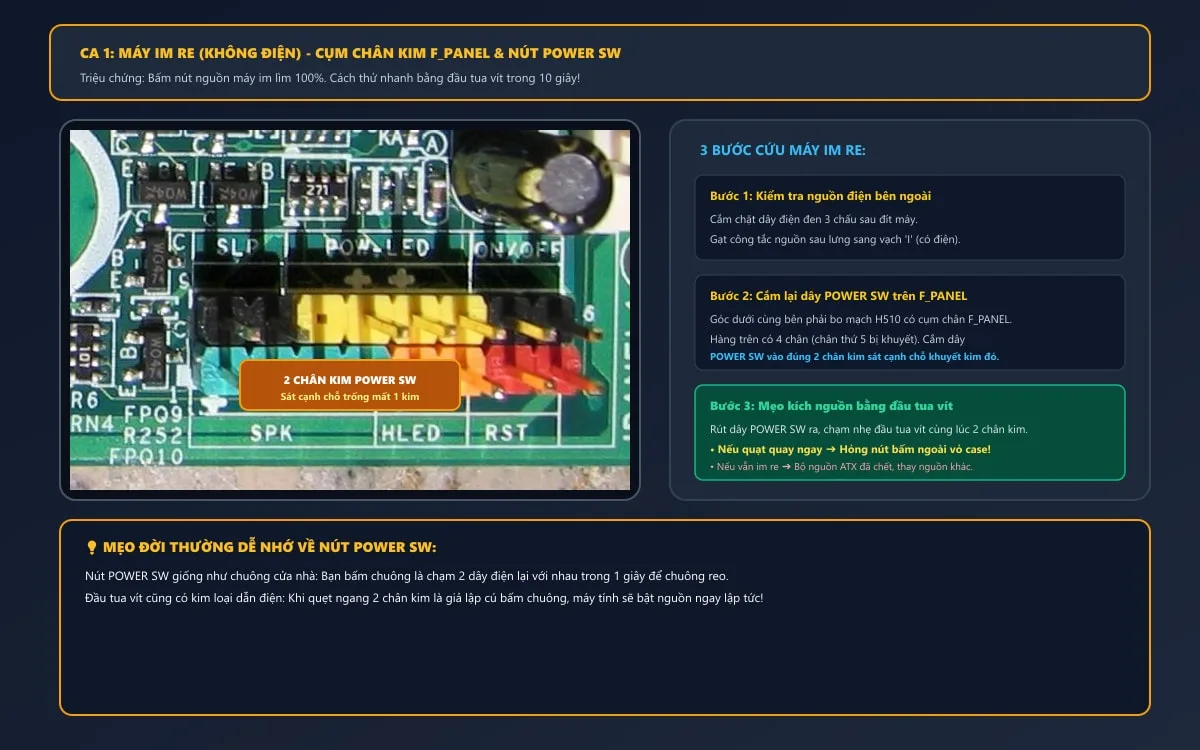 CA 1: MÁY IM RE (KHÔNG ĐIỆN) - CỤM CHÂN KIM F_PANEL & NÚT POWER SW
Triệu chứng: Bấm nút nguồn máy im lìm 100%. Cách thử nhanh bằng đầu tua vít trong 10 giây!
C C KA A
E B E B
W04 W04 271
C C
SLP POW-LED ON/OFF
B C
E S
W04
6
101 B W04
E 1
2 CHÂN KIM POWER SW
Sát cạnh chỗ trống mất 1 kim
R6
RN4 FPQ9
R252
FPQ10
SPK HLED RST
3 BƯỚC CỨU MÁY IM RE:
Bước 1: Kiểm tra nguồn điện bên ngoài
Cắm chặt dây điện đen 3 chấu sau đít máy.
Gạt công tắc nguồn sau lưng sang vạch 'I' (có điện).
Bước 2: Cắm lại dây POWER SW trên F_PANEL
Góc dưới cùng bên phải bo mạch H510 có cụm chân F_PANEL.
Hàng trên có 4 chân (chân thứ 5 bị khuyết). Cắm dây
POWER SW vào đúng 2 chân kim sát cạnh chỗ khuyết kim đó.
Bước 3: Mẹo kích nguồn bằng đầu tua vít
Rút dây POWER SW ra, chạm nhẹ đầu tua vít cùng lúc 2 chân kim.
• Nếu quạt quay ngay → Hỏng nút bấm ngoài vỏ case!
• Nếu vẫn im re → Bộ nguồn ATX đã chết, thay nguồn khác.
MẸO ĐỜI THƯỜNG DỄ NHỚ VỀ NÚT POWER SW:
Nút POWER SW giống như chuông cửa nhà: Bạn bấm chuông là chạm 2 dây điện lại với nhau trong 1 giây để chuông reo.
Đầu tua vít cũng có kim loại dẫn điện: Khi quẹt ngang 2 chân kim là giả lập cú bấm chuông, máy tính sẽ bật nguồn ngay lập tức!